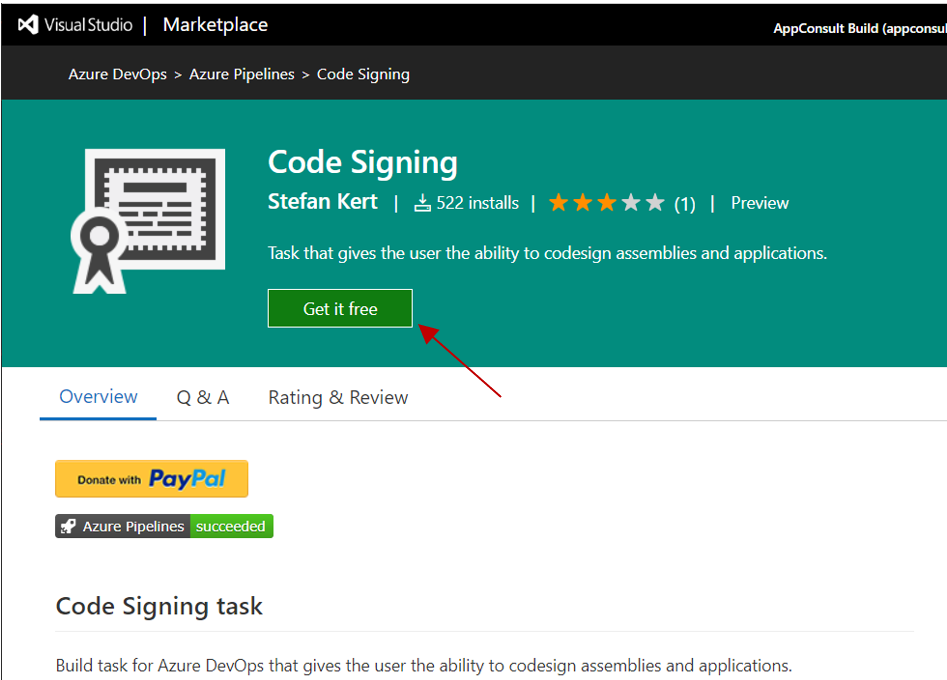 Visual Studio | Marketplace
AppConsult Build (appconsul
Azure DevOps > Azure Pipelines > Code Signing
Code Signing
Stefan Kert | 522 installs | (1) | Preview
Task that gives the user the ability to codesign assemblies and applications.
Get it free
Overview Q & A Rating & Review
Donate with PayPal
Azure Pipelines succeeded
Code Signing task
Build task for Azure DevOps that gives the user the ability to codesign assemblies and applications.